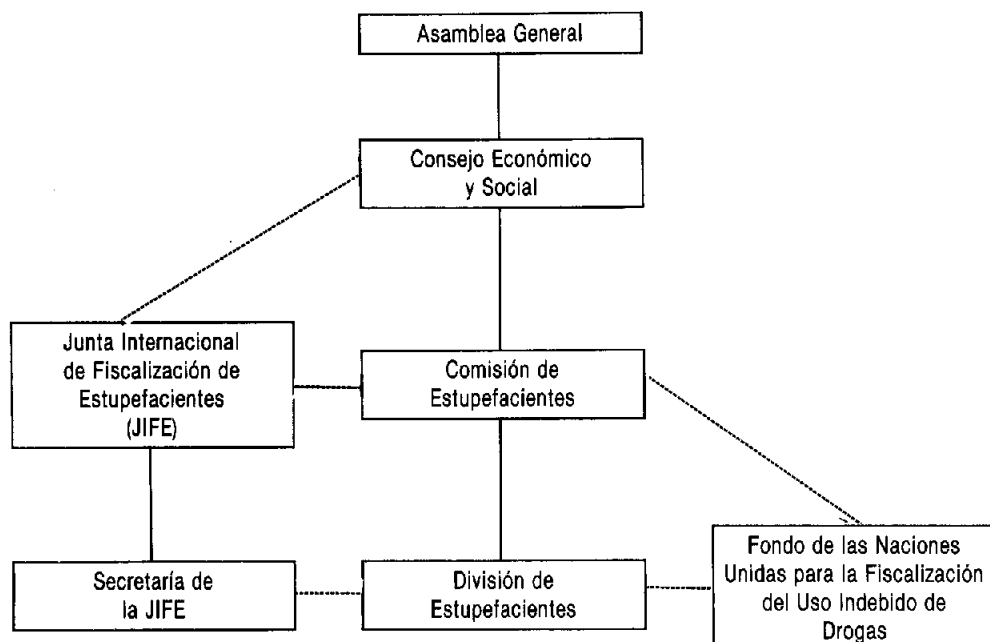 Asamblea General
Consejo Económico
y Social
Junta Internacional
de Fiscalización de
Estupefacientes
(JIFE)
Comisión de
Estupefacientes
Secretaría de
la JIFE
División de
Estupefacientes
Fondo de las Naciones
Unidas para la Fiscalización
del Uso Indebido de
Drogas